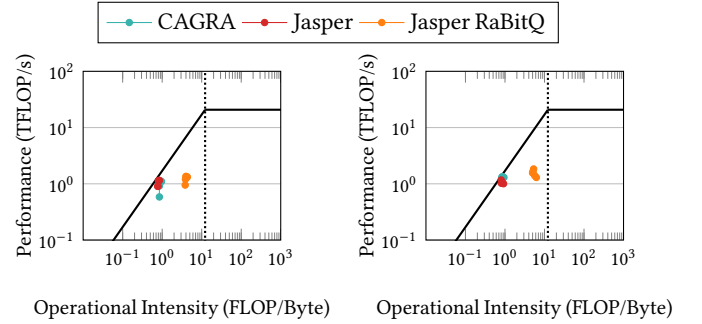 CAGRA Jasper Jasper RaBitQ
Performance (TFLOP/s)
10^2
10^1
10^0
10^−1
10^−1 10^0 10^1 10^2 10^3
Operational Intensity (FLOP/Byte)
Performance (TFLOP/s)
10^2
10^1
10^0
10^−1
10^−1 10^0 10^1 10^2 10^3
Operational Intensity (FLOP/Byte)